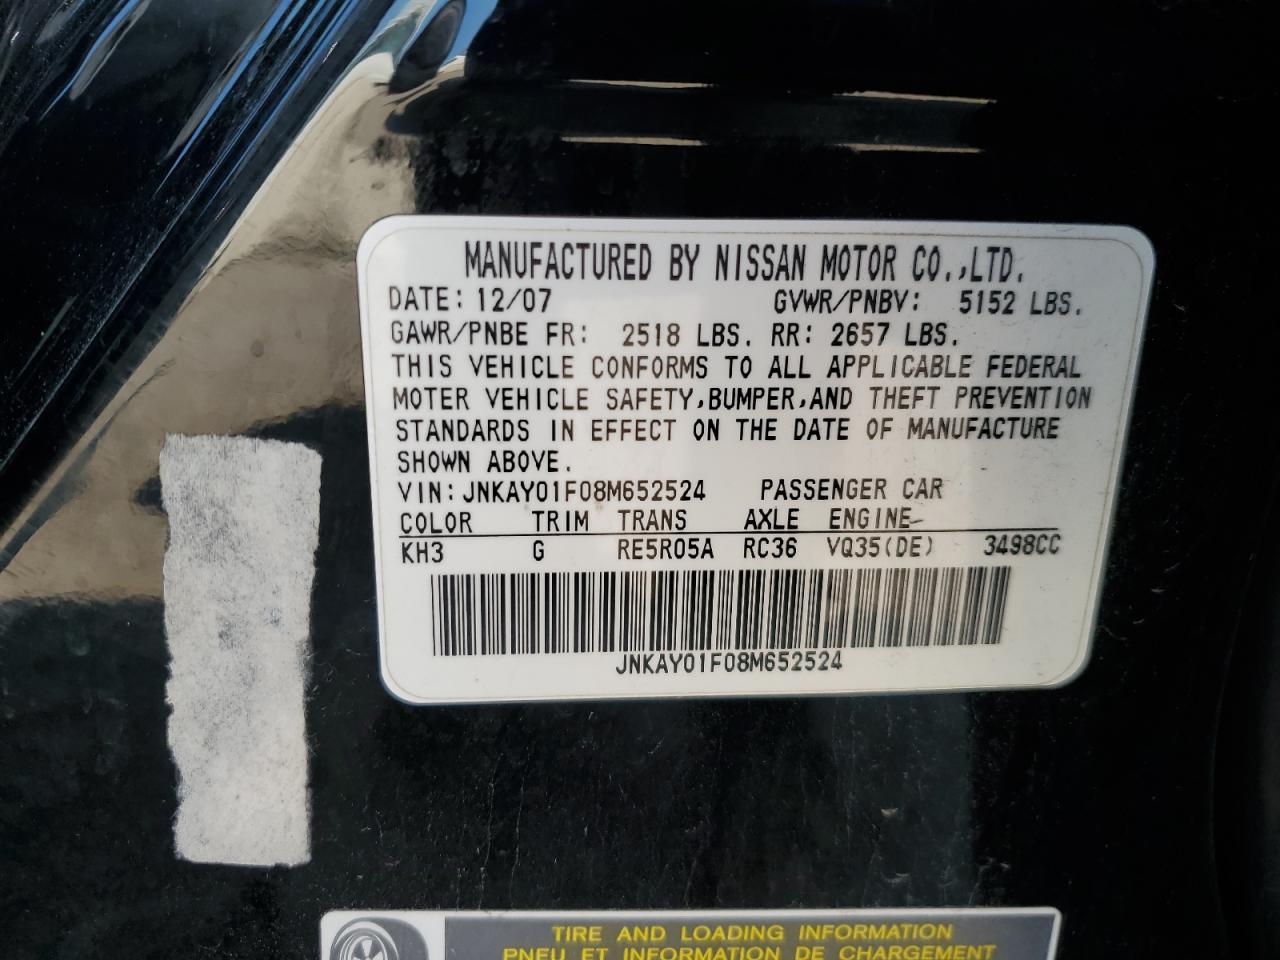 MANUFACTURED BY NISSAN MOTOR CO.,LTD.
DATE: 12/07 GVWR/PNBV: 5152 LBS.
GAWR/PNBE FR: 2518 LBS. RR: 2657 LBS.
THIS VEHICLE CONFORMS TO ALL APPLICABLE FEDERAL
MOTER VEHICLE SAFETY,BUMPER,AND THEFT PREVENTION
STANDARDS IN EFFECT ON THE DATE OF MANUFACTURE
SHOWN ABOVE.
VIN: JNKAY01F08M652524 PASSENGER CAR
COLOR TRIM TRANS AXLE ENGINE
KH3 G RE5R05A RC36 VQ35(DE) 3498CC
JNKAY01F08M652524
TIRE AND LOADING INFORMATION
PNEU ET INFORMATION DE CHARGEMENT